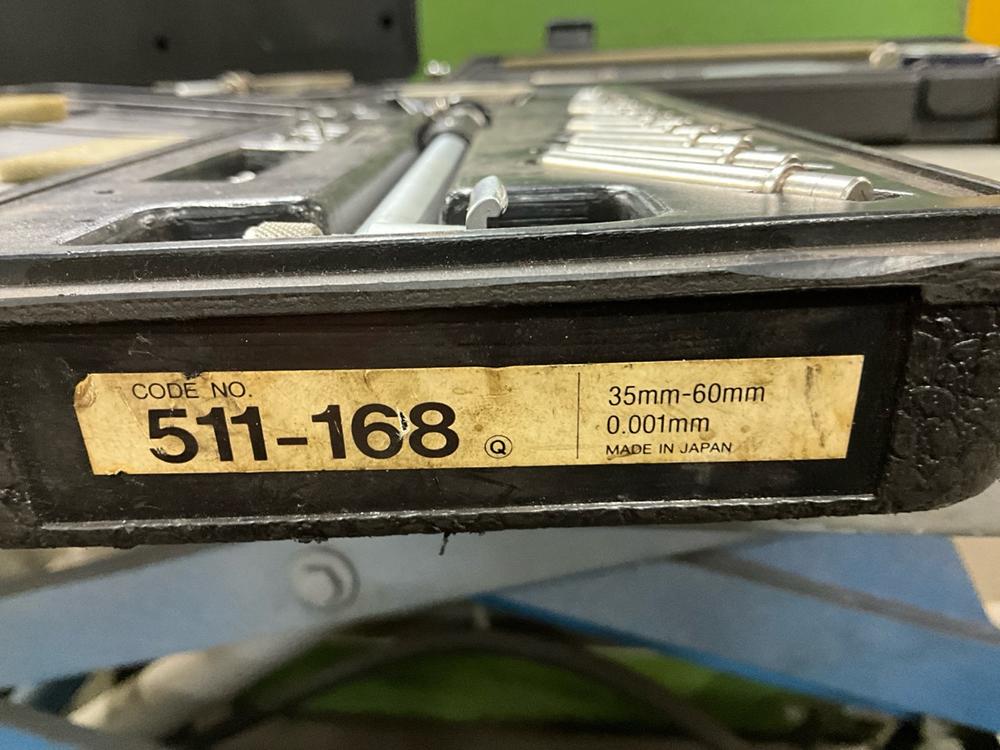 CODE NO.
511-168 Q
35mm-60mm
0.001mm
MADE IN JAPAN